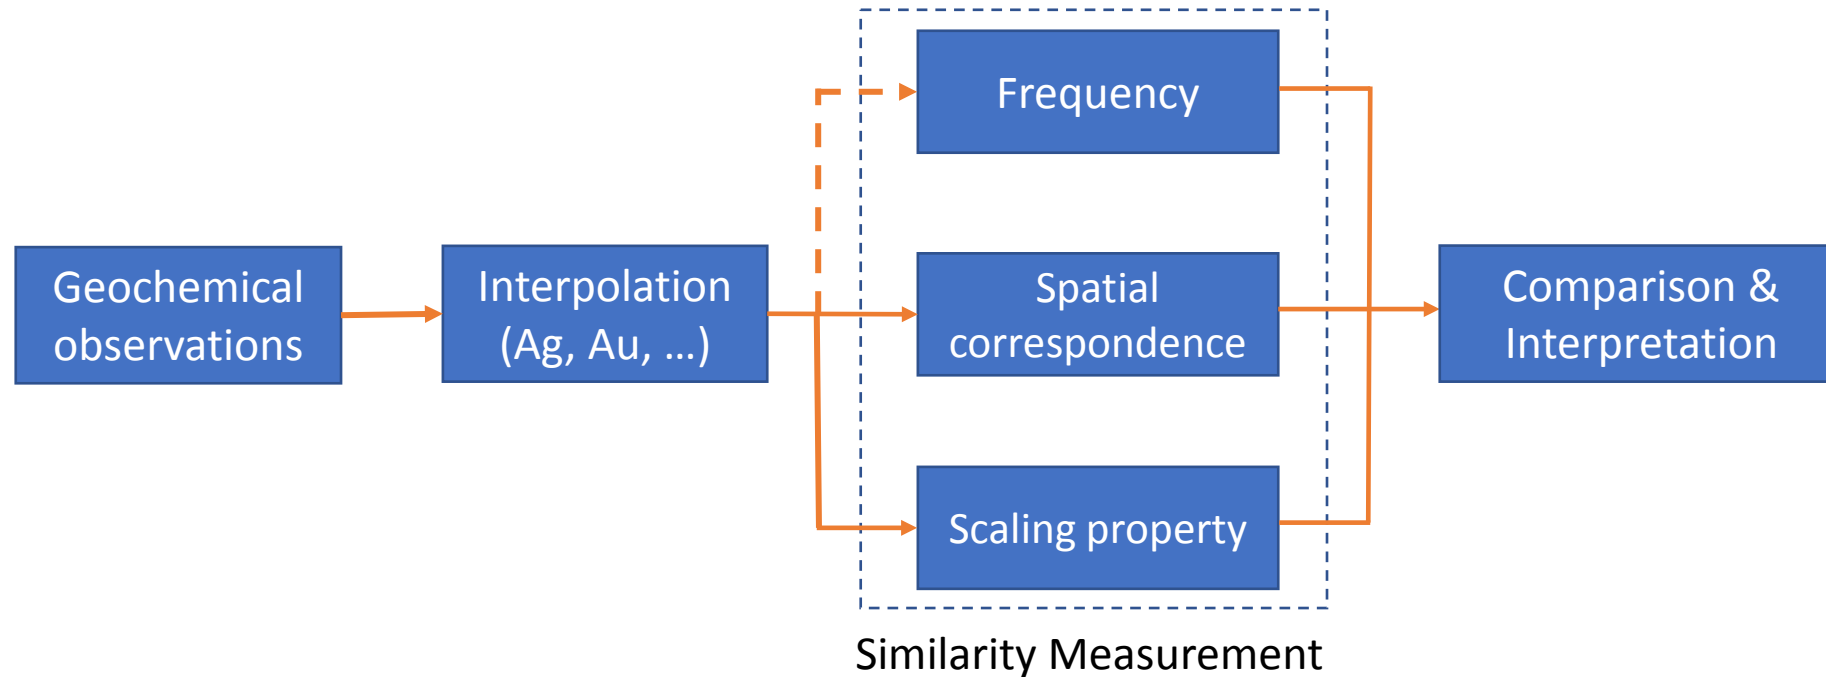 Geochemical
observations
Interpolation
(Ag, Au, ...)
Frequency
Spatial
correspondence
Scaling property
Similarity Measurement
Comparison &
Interpretation